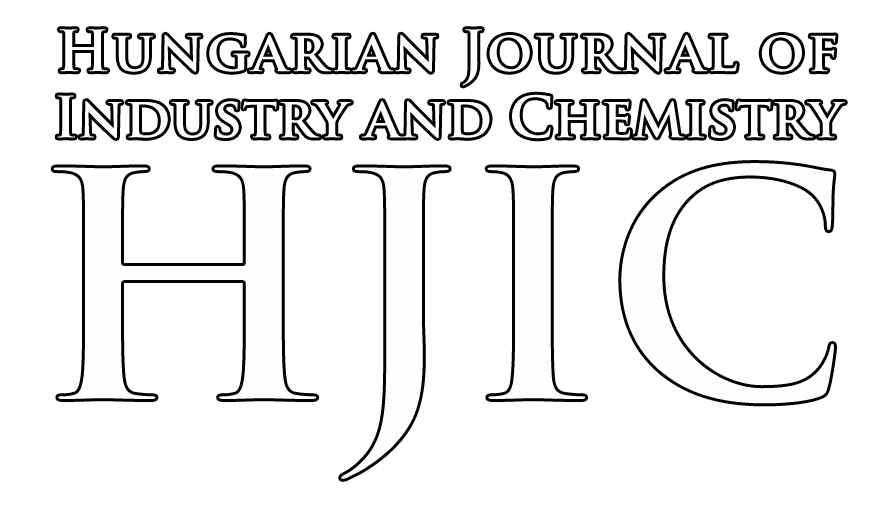 Hungarian Journal of
Industry and Chemistry
HJIC